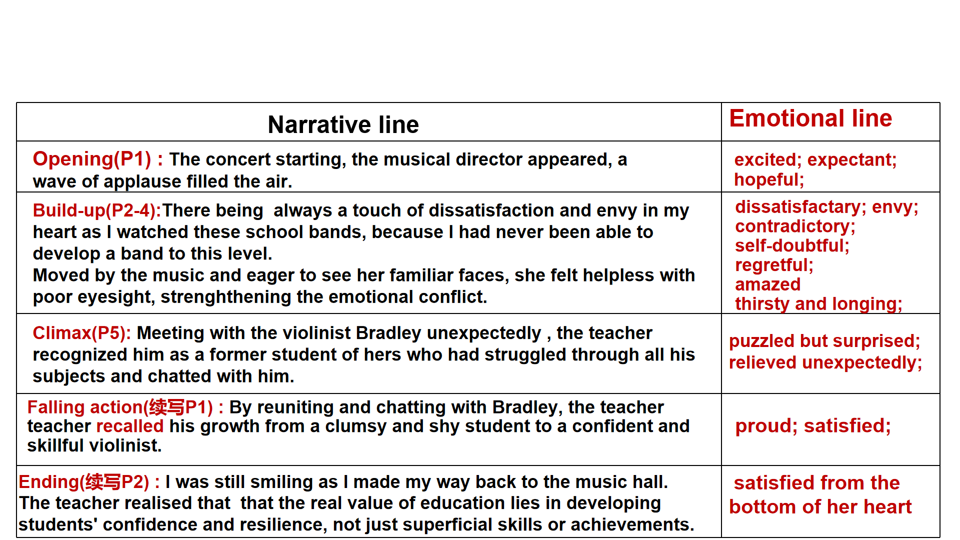 Narrative line
Emotional line
Opening(P1) : The concert starting, the musical director appeared, a
wave of applause filled the air.
excited; expectant;
hopeful;
Build-up(P2-4):There being always a touch of dissatisfaction and envy in my
heart as I watched these school bands, because I had never been able to
develop a band to this level.
Moved by the music and eager to see her familiar faces, she felt helpless with
poor eyesight, strenghthening the emotional conflict.
dissatisfactary; envy;
contradictory;
self-doubtful;
regretful;
amazed
thirsty and longing;
Climax(P5): Meeting with the violinist Bradley unexpectedly , the teacher
recognized him as a former student of hers who had struggled through all his
subjects and chatted with him.
puzzled but surprised;
relieved unexpectedly;
Falling action(续写P1) : By reuniting and chatting with Bradley, the teacher
teacher recalled his growth from a clumsy and shy student to a confident and
skillful violinist.
proud; satisfied;
Ending(续写P2) : I was still smiling as I made my way back to the music hall.
The teacher realised that that the real value of education lies in developing
students' confidence and resilience, not just superficial skills or achievements.
satisfied from the
bottom of her heart